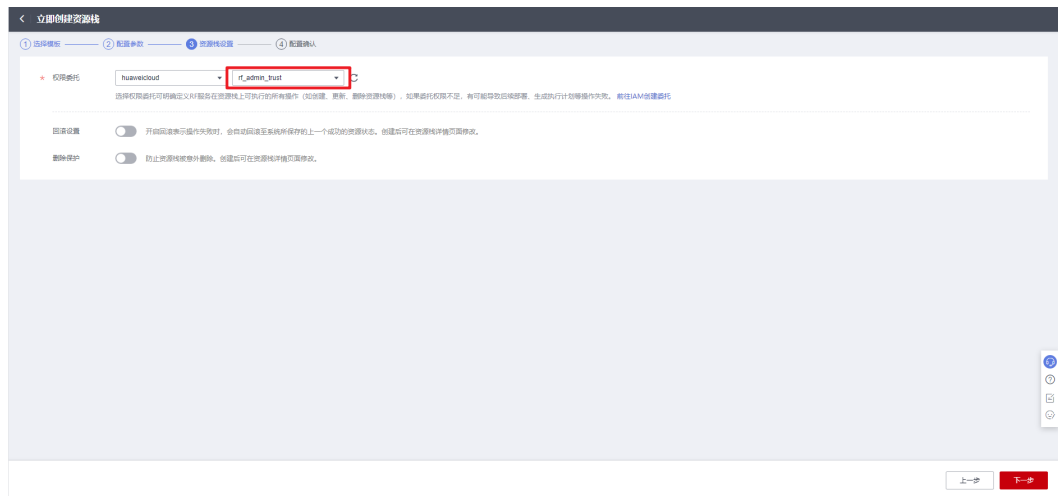 < 立即创建资源栈
1 选择模板 2 配置参数 3 资源栈设置 4 配置确认
* 权限委托 huaweicloud rf_admin_trust
选择权限委托可明确定义RF服务在资源栈上可执行的所有操作（如创建、更新、删除资源栈等），如果委托权限不足，有可能导致后续部署、生成执行计划等操作失败。 前往IAM创建委托
回滚设置 开启回滚表示操作失败时，会自动回滚至系统所保存的上一个成功的资源状态。创建后可在资源栈详情页面修改。
删除保护 防止资源栈被意外删除。创建后可在资源栈详情页面修改。
上一步 下一步